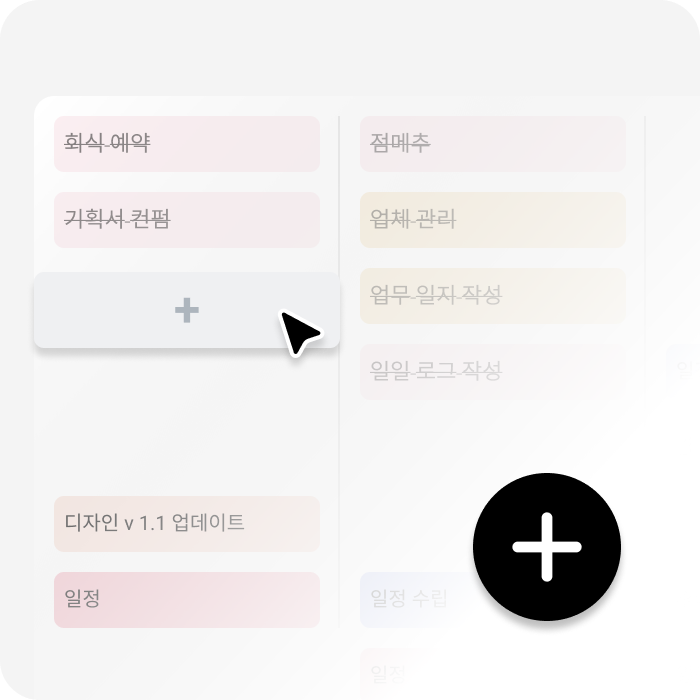 회식 예약
기획서 컨펌
디자인 v 1.1 업데이트
일정
점메추
업체 관리
업무 일지 작성
일일 로그 작성
일정 수립
일정